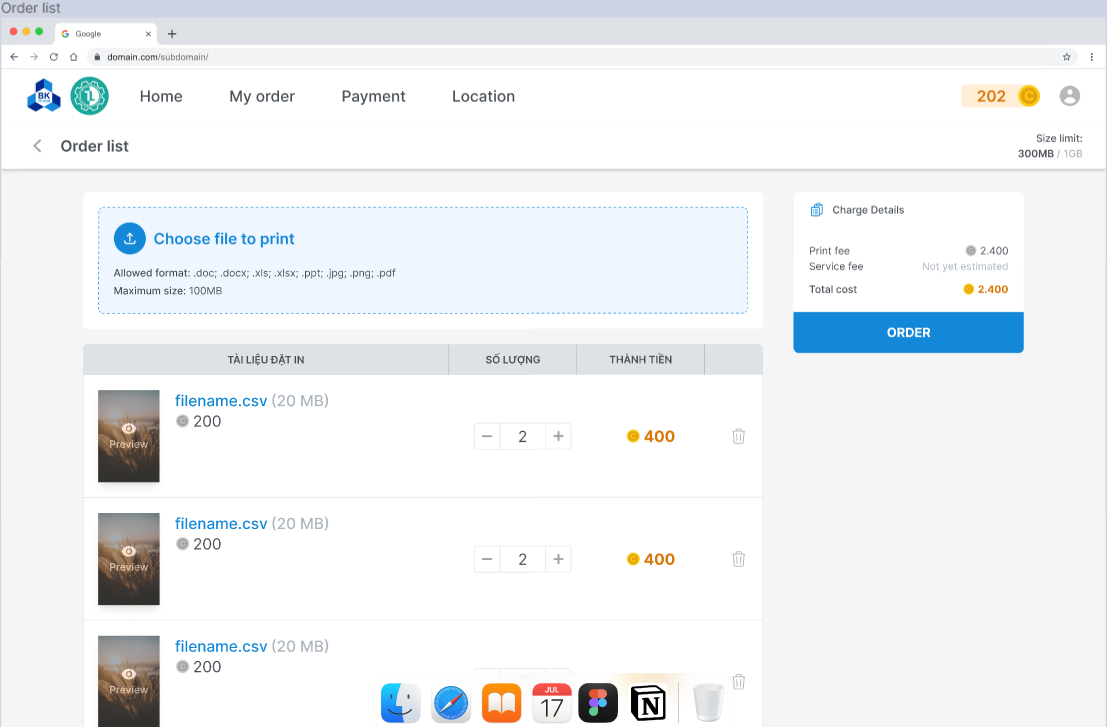 Order list
Google
domain.com/subdomain/
BK
Home
My order
Payment
Location
202
Order list
Size limit:
300MB / 1GB
Choose file to print
Allowed format: .doc; .docx; .xls; .xlsx; .ppt; .jpg; .png; .pdf
Maximum size: 100MB
Charge Details
Print fee
2.400
Service fee
Not yet estimated
Total cost
2.400
ORDER
TÀI LIỆU ĐẶT IN
SỐ LƯỢNG
THÀNH TIỀN
filename.csv (20 MB)
200
Preview
2
400
filename.csv (20 MB)
200
Preview
2
400
filename.csv (20 MB)
200
Preview
JUL
17